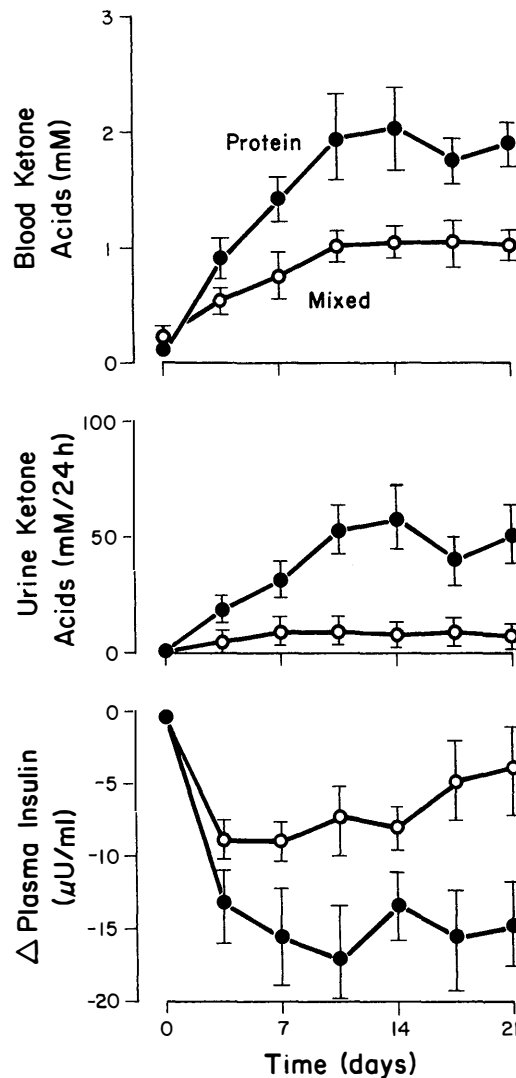 Blood Ketone
Acids (mM)
3
2
1
0
Protein
Mixed
Urine Ketone
Acids (mM/24 h)
100
50
0
Δ Plasma Insulin
(μU/ml)
0
-5
-10
-15
-20
0 7 14 21
Time (days)